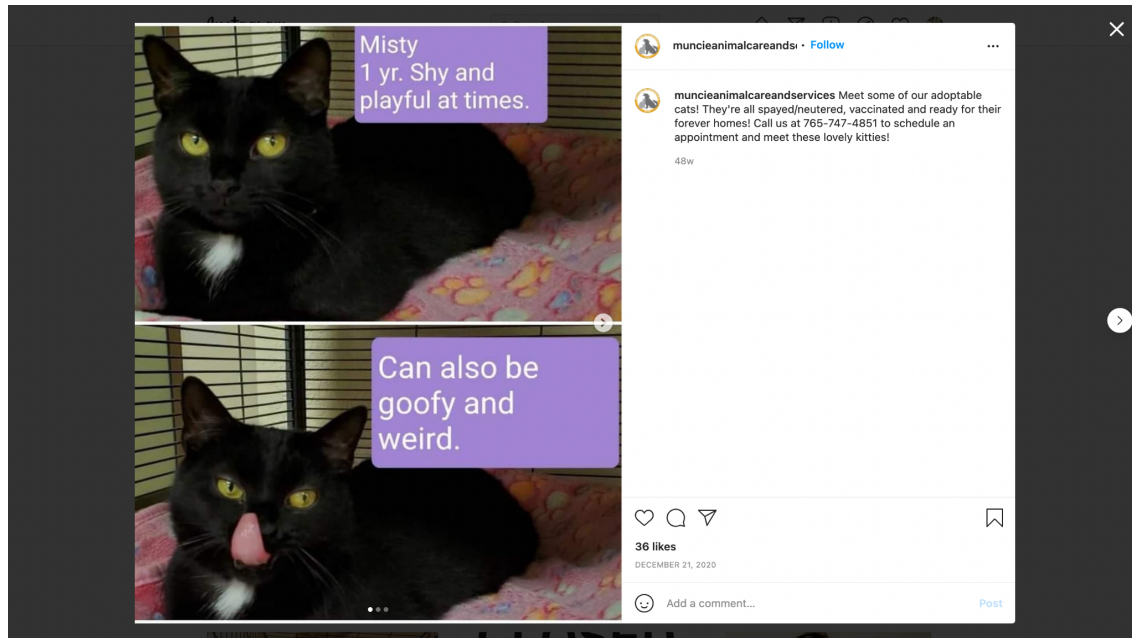 Misty
1 yr. Shy and
playful at times.
Can also be
goofy and
weird.
muncieanimalcareandse • Follow
muncieanimalcareandservices Meet some of our adoptable
cats! They're all spayed/neutered, vaccinated and ready for their
forever homes! Call us at 765-747-4851 to schedule an
appointment and meet these lovely kitties!
48w
36 likes
DECEMBER 21, 2020
Add a comment...
Post